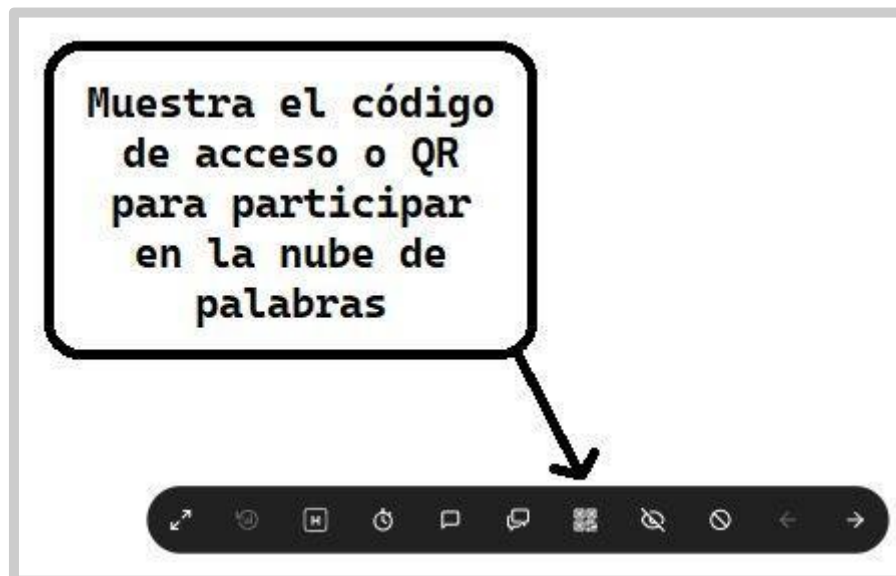 Muestra el código
de acceso o QR
para participar
en la nube de
palabras
H